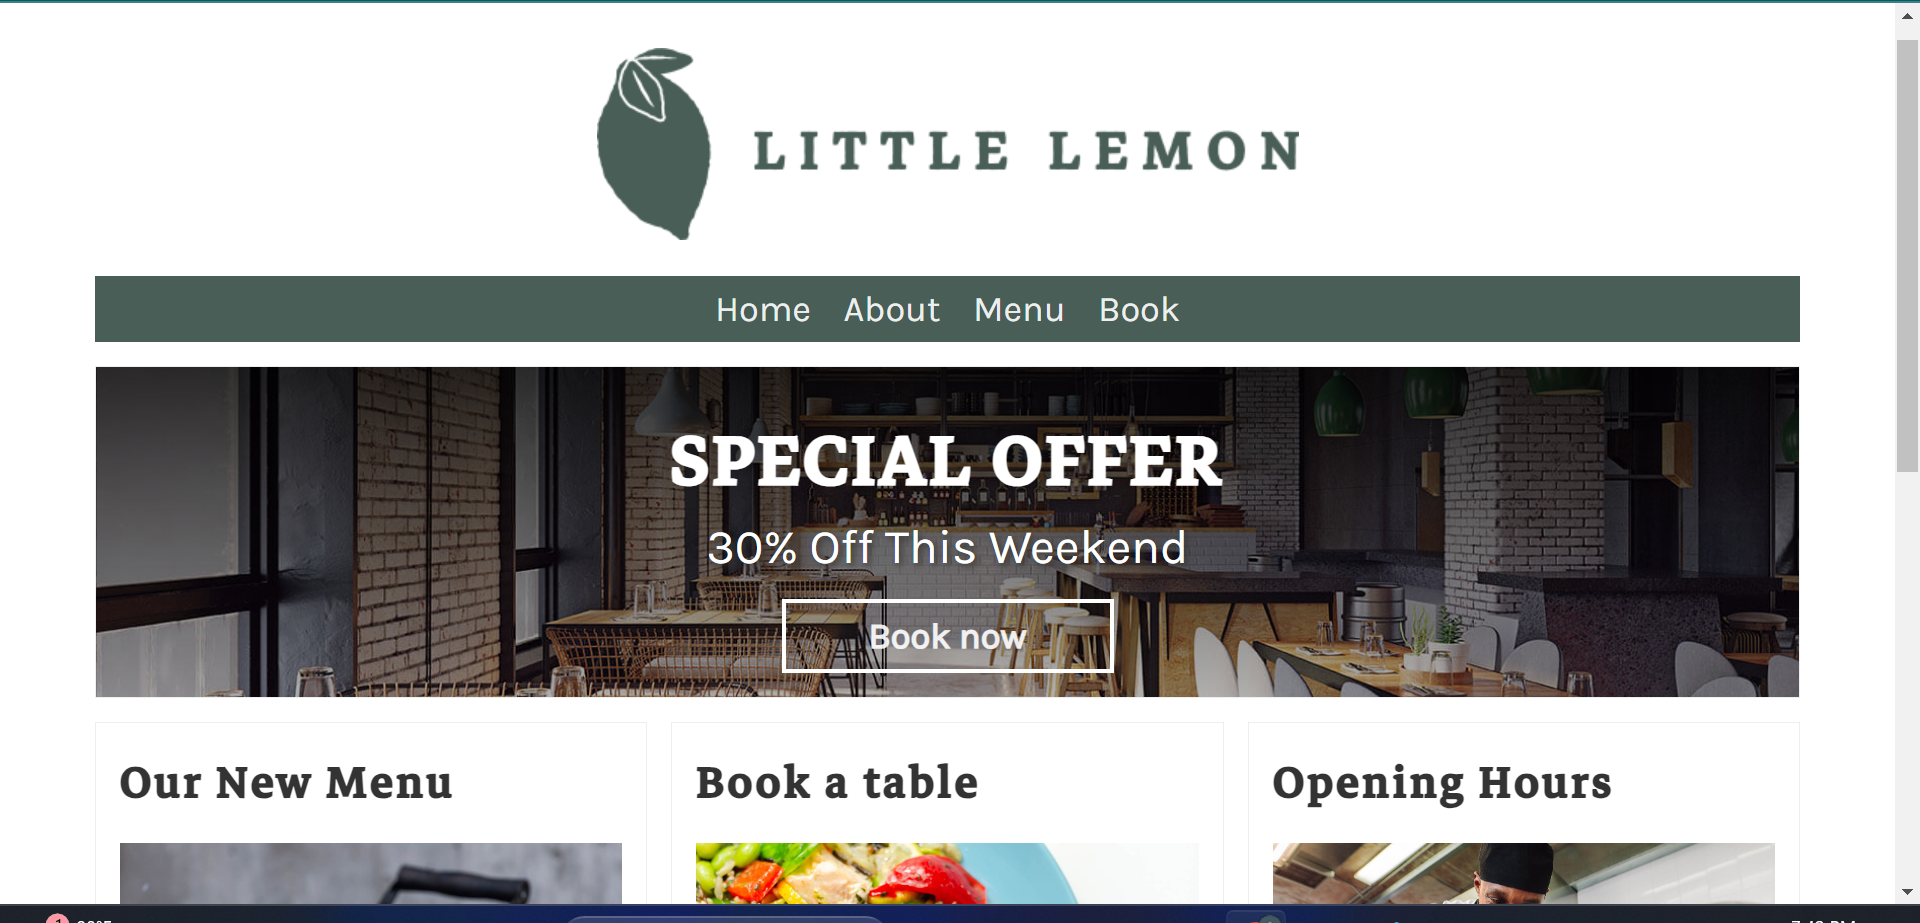 LITTLE LEMON
Home About Menu Book
SPECIAL OFFER
30% Off This Weekend
Book now
Our New Menu
Book a table
Opening Hours